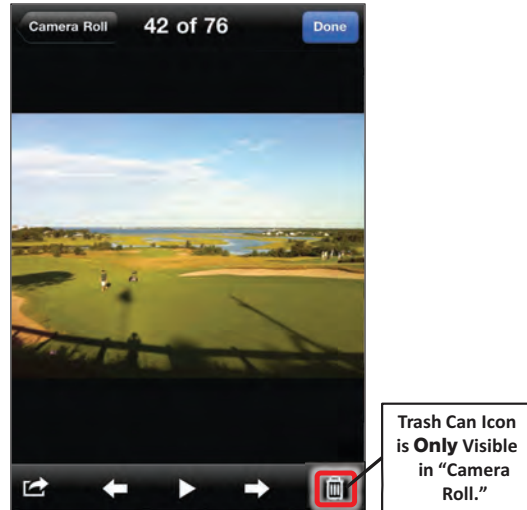 Camera Roll 42 of 76 Done
Trash Can Icon
is Only Visible
in “Camera
Roll.”